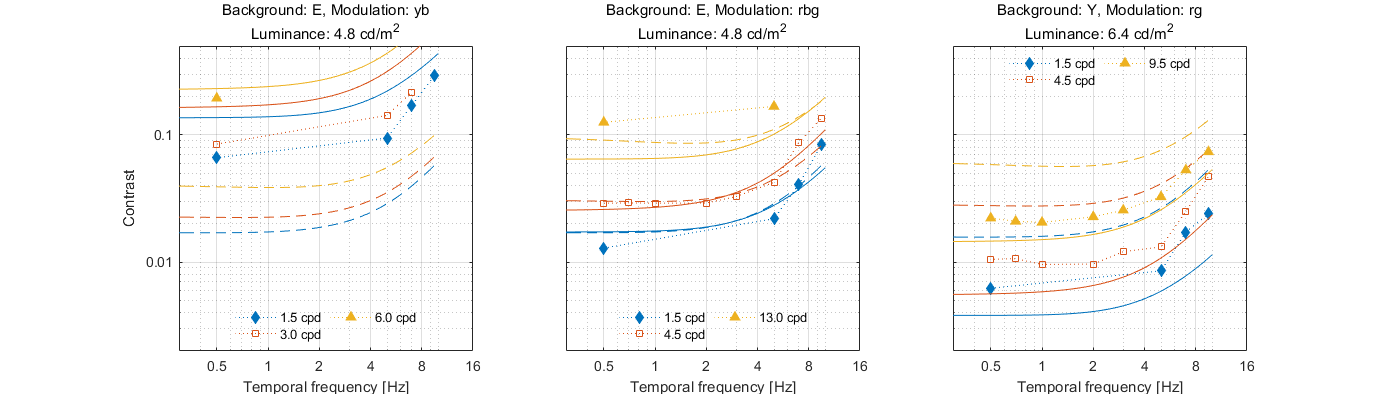 Background: E, Modulation: yb
Luminance: 4.8 cd/m²
Contrast
0.1
0.01
1.5 cpd
6.0 cpd
3.0 cpd
0.5 1 2 4 8 16
Temporal frequency [Hz]
Background: E, Modulation: rbg
Luminance: 4.8 cd/m²
1.5 cpd
13.0 cpd
4.5 cpd
0.5 1 2 4 8 16
Temporal frequency [Hz]
Background: Y, Modulation: rg
Luminance: 6.4 cd/m²
1.5 cpd
9.5 cpd
4.5 cpd
0.5 1 2 4 8 16
Temporal frequency [Hz]